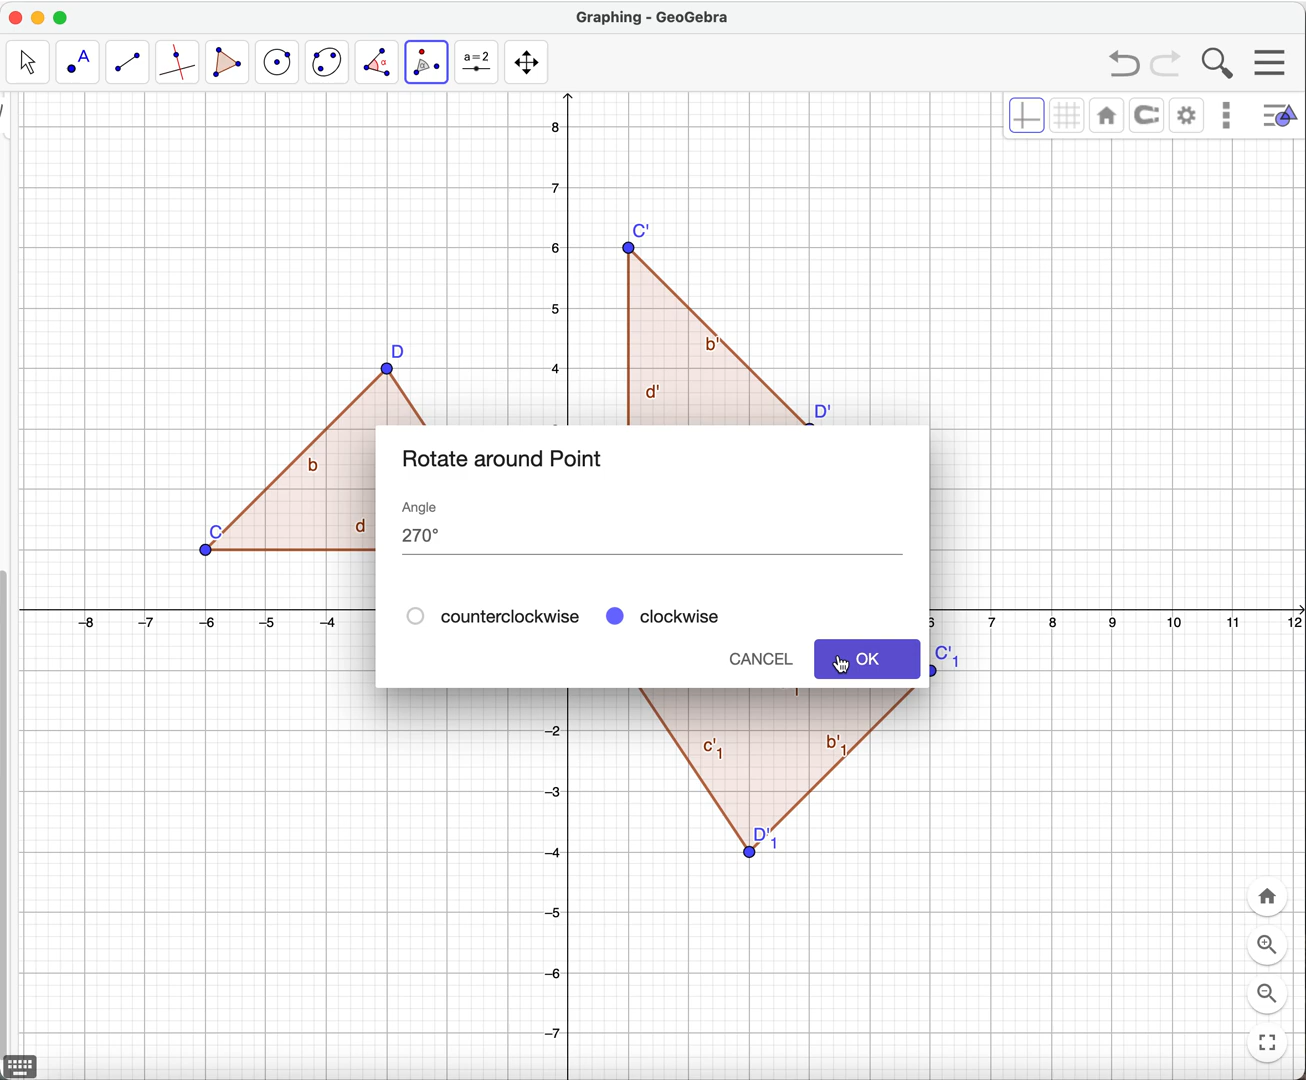 Graphing - GeoGebra
A
α
a=2
8
7
C'
6
5
b'
D
4
d'
D'
b
C
d
Rotate around Point
Angle
270°
counterclockwise
clockwise
CANCEL
OK
-8 -7 -6 -5 -4 7 8 9 10 11 12
C'1
-2
c'1
b'1
-3
D'1
-4
-5
-6
-7